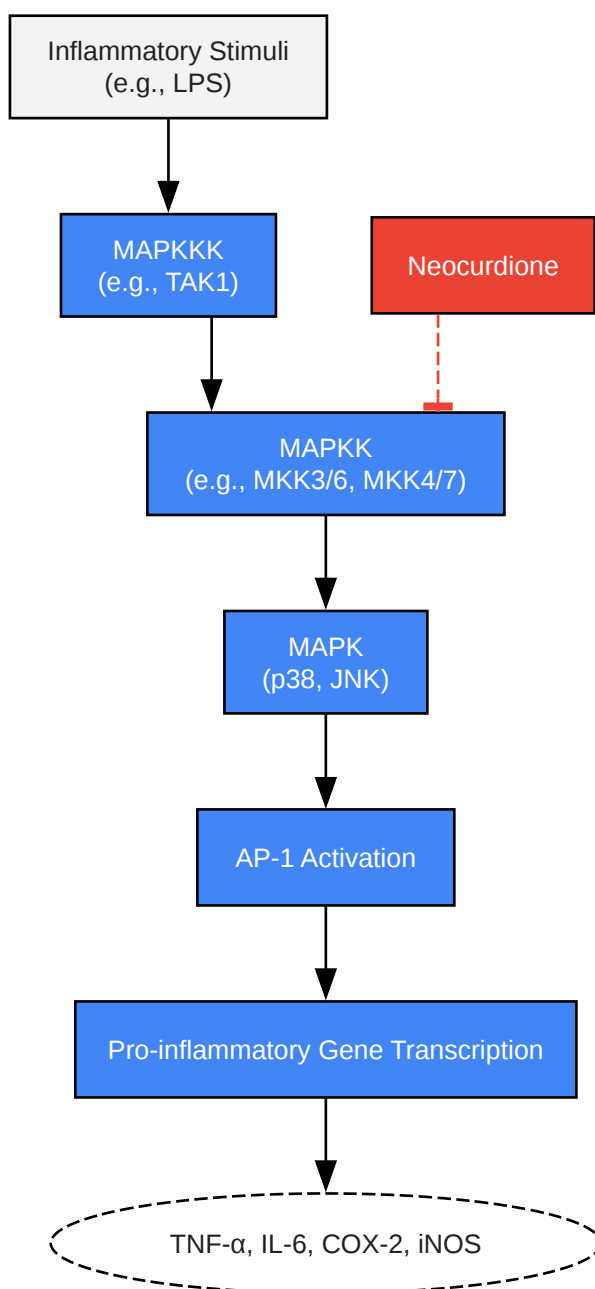 Inflammatory Stimuli
(e.g., LPS)
MAPKKK
(e.g., TAK1)
Neocurdione
MAPKK
(e.g., MKK3/6, MKK4/7)
MAPK
(p38, JNK)
AP-1 Activation
Pro-inflammatory Gene Transcription
TNF-α, IL-6, COX-2, iNOS